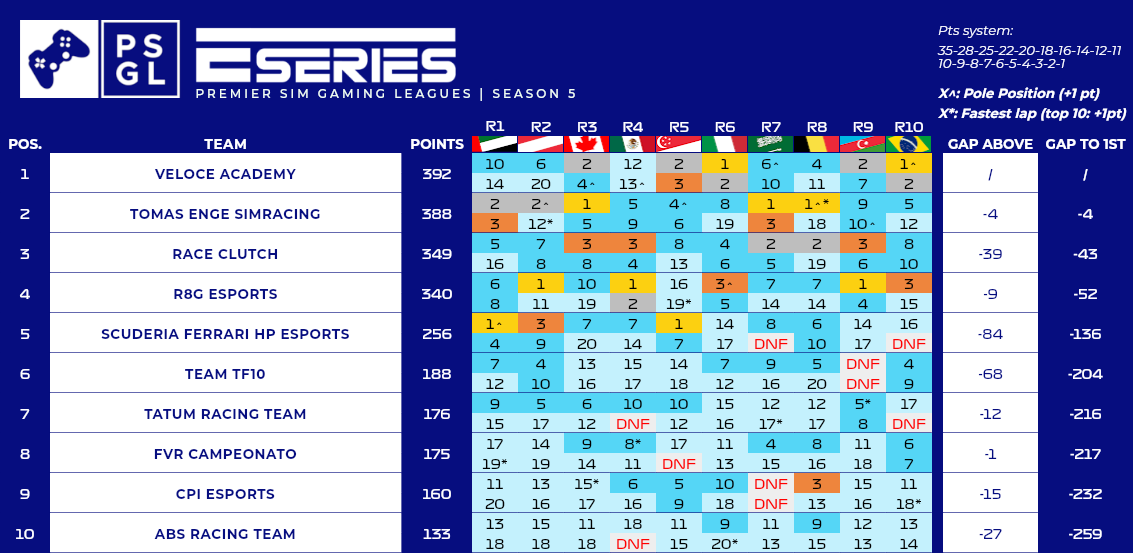 PS
GL
ESERIES
PREMIER SIM GAMING LEAGUES | SEASON 5
Pts system:
35-28-25-22-20-18-16-14-12-11
10-9-8-7-6-5-4-3-2-1
X^: Pole Position (+1 pt)
X*: Fastest lap (top 10: +1pt)
POS. TEAM POINTS R1 R2 R3 R4 R5 R6 R7 R8 R9 R10 GAP ABOVE GAP TO 1ST
10 6 2 12 2 1 6^ 4 2 1^
1 VELOCE ACADEMY 392 / /
14 20 4^ 13^ 3 2 10 11 7 2
2 2^ 1 5 4^ 8 1 1^* 9 5
2 TOMAS ENGE SIMRACING 388 -4 -4
3 12* 5 9 6 19 3 18 10^ 12
5 7 3 3 8 4 2 2 3 8
3 RACE CLUTCH 349 -39 -43
16 8 8 4 13 6 5 19 6 10
6 1 10 1 16 3^ 7 7 1 3
4 R8G ESPORTS 340 -9 -52
8 11 19 2 19* 5 14 14 4 15
1^ 3 7 7 1 14 8 6 14 16
5 SCUDERIA FERRARI HP ESPORTS 256 -84 -136
4 9 20 14 7 17 DNF 10 17 DNF
7 4 13 15 14 7 9 5 DNF 4
6 TEAM TF10 188 -68 -204
12 10 16 17 18 12 16 20 DNF 9
9 5 6 10 10 15 12 12 5* 17
7 TATUM RACING TEAM 176 -12 -216
15 17 12 DNF 12 16 17* 17 8 DNF
17 14 9 8* 17 11 4 8 11 6
8 FVR CAMPEONATO 175 -1 -217
19* 19 14 11 DNF 13 15 16 18 7
11 13 15* 6 5 10 DNF 3 15 11
9 CPI ESPORTS 160 -15 -232
20 16 17 16 9 18 DNF 13 16 18*
13 15 11 18 11 9 11 9 12 13
10 ABS RACING TEAM 133 -27 -259
18 18 18 DNF 15 20* 13 15 13 14